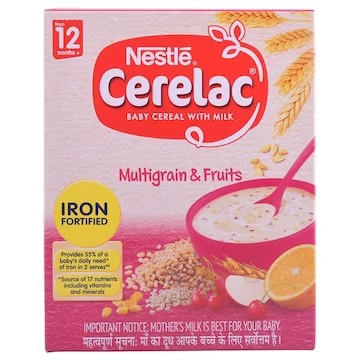 from
12
months +
Nestlé
Cerelac®
BABY CEREAL WITH MILK
Multigrain & Fruits
IRON
FORTIFIED
Provides 55% of a
baby's daily need*
of Iron in 2 serves**
*Source of 17 nutrients
including vitamins
and minerals
IMPORTANT NOTICE: MOTHER'S MILK IS BEST FOR YOUR BABY.
महत्वपूर्ण सूचना: माँ का दूध आपके बच्चे के लिए सर्वोत्तम है।